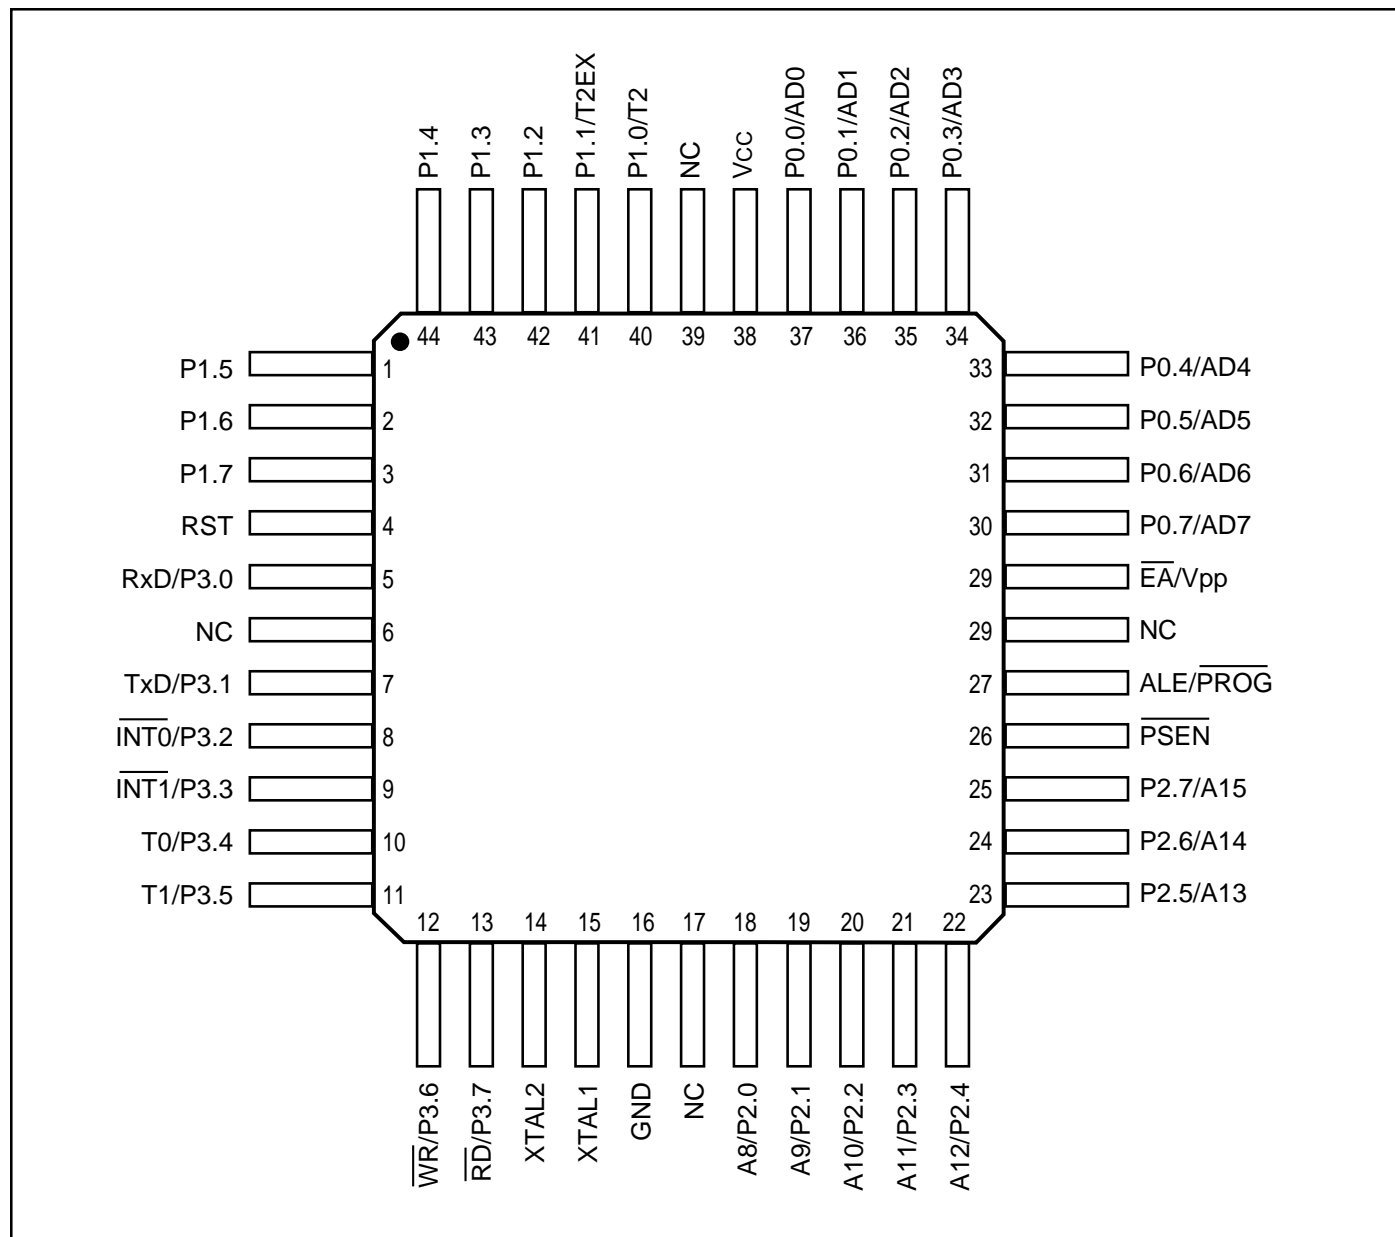 P1.4
P1.3
P1.2
P1.1/T2EX
P1.0/T2
NC
VCC
P0.0/AD0
P0.1/AD1
P0.2/AD2
P0.3/AD3
44 43 42 41 40 39 38 37 36 35 34
P1.5 1
P1.6 2
P1.7 3
RST 4
RxD/P3.0 5
NC 6
TxD/P3.1 7
INT0/P3.2 8
INT1/P3.3 9
T0/P3.4 10
T1/P3.5 11
33 P0.4/AD4
32 P0.5/AD5
31 P0.6/AD6
30 P0.7/AD7
29 EA/Vpp
29 NC
27 ALE/PROG
26 PSEN
25 P2.7/A15
24 P2.6/A14
23 P2.5/A13
12 13 14 15 16 17 18 19 20 21 22
WR/P3.6
RD/P3.7
XTAL2
XTAL1
GND
NC
A8/P2.0
A9/P2.1
A10/P2.2
A11/P2.3
A12/P2.4